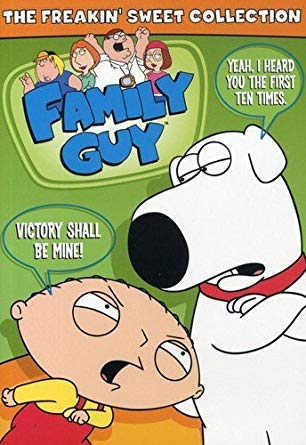 THE FREAKIN' SWEET COLLECTION
FAMILY
GUY
YEAH, I HEARD
YOU THE FIRST
TEN TIMES.
VICTORY SHALL
BE MINE!